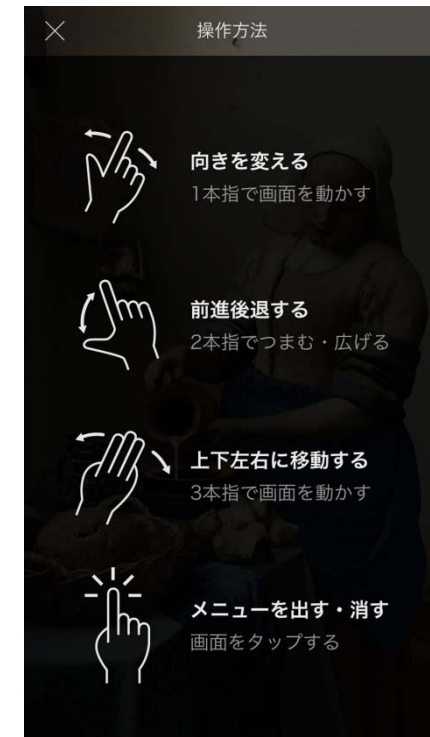 操作方法
向きを変える
1本指で画面を動かす
前進後退する
2本指でつまむ・広げる
上下左右に移動する
3本指で画面を動かす
メニューを出す・消す
画面をタップする